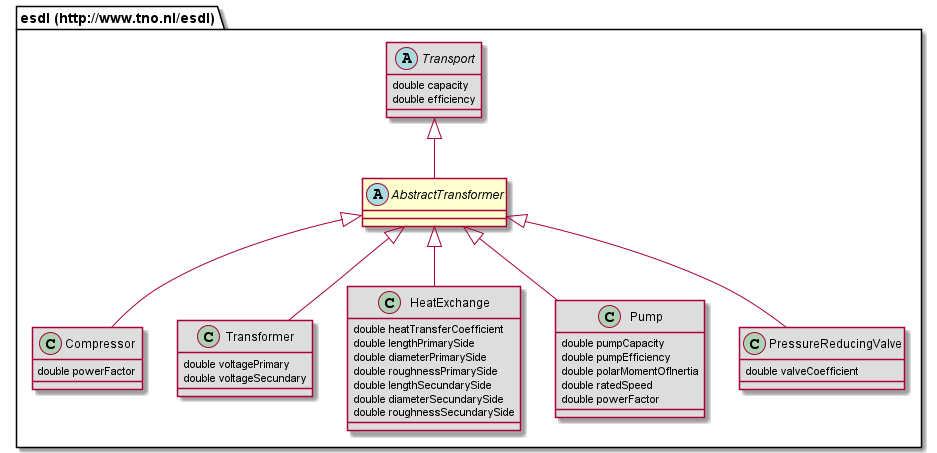 esdl (http://www.tno.nl/esdl)
A Transport
double capacity
double efficiency
A AbstractTransformer
C Compressor
double powerFactor
C Transformer
double voltagePrimary
double voltageSecundary
C HeatExchange
double heatTransferCoefficient
double lengthPrimarySide
double diameterPrimarySide
double roughnessPrimarySide
double lengthSecundarySide
double diameterSecundarySide
double roughnessSecundarySide
C Pump
double pumpCapacity
double pumpEfficiency
double polarMomentOfInertia
double ratedSpeed
double powerFactor
C PressureReducingValve
double valveCoefficient